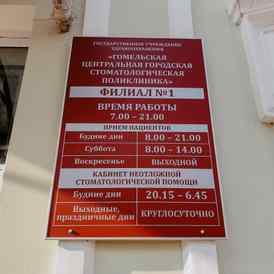 ГОСУДАРСТВЕННОЕ УЧРЕЖДЕНИЕ
ЗДРАВООХРАНЕНИЯ
«ГОМЕЛЬСКАЯ
ЦЕНТРАЛЬНАЯ ГОРОДСКАЯ
СТОМАТОЛОГИЧЕСКАЯ
ПОЛИКЛИНИКА»
ФИЛИАЛ №1
ВРЕМЯ РАБОТЫ
7.00 – 21.00
ПРИЕМ ПАЦИЕНТОВ
Будние дни 8.00 – 21.00
Суббота 8.00 – 14.00
Воскресенье ВЫХОДНОЙ
КАБИНЕТ НЕОТЛОЖНОЙ
СТОМАТОЛОГИЧЕСКОЙ ПОМОЩИ
Будние дни 20.15 – 6.45
Выходные,
праздничные дни КРУГЛОСУТОЧНО